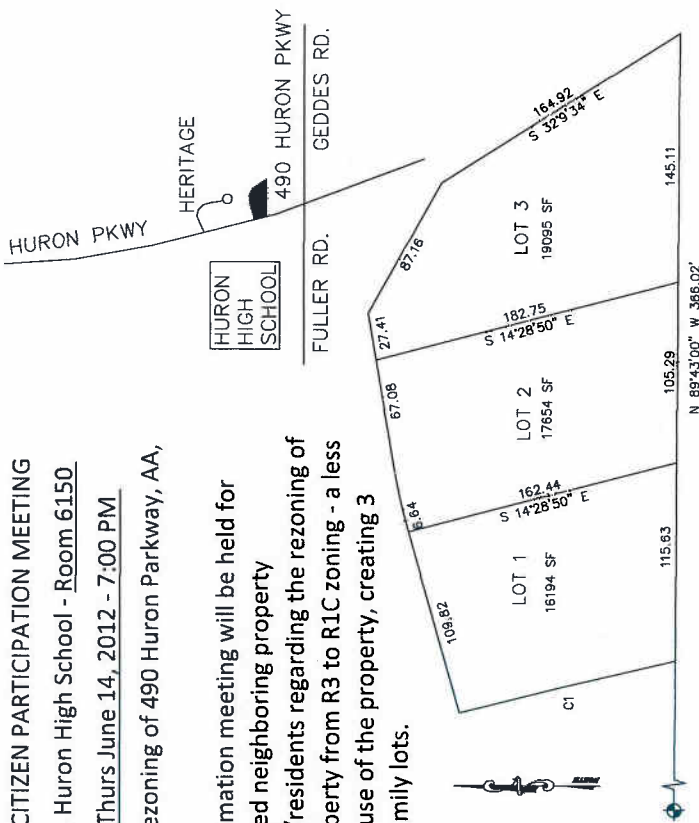 CITIZEN PARTICIPATION MEETING
Huron High School - Room 6150
Thurs June 14, 2012 - 7:00 PM
ezoning of 490 Huron Parkway, AA,
mation meeting will be held for
ed neighboring property
/residents regarding the rezoning of
perty from R3 to R1C zoning - a less
use of the property, creating 3
mily lots.
HURON PKWY
HERITAGE
HURON
HIGH
SCHOOL
490 HURON PKWY
FULLER RD.
GEDDES RD.
109.82
6.64
67.08
27.41
87.16
164.92
S 32°9'34" E
C1
LOT 1
16194 SF
162.44
S 14°28'50" E
LOT 2
17654 SF
182.75
S 14°28'50" E
LOT 3
19095 SF
115.63
105.29
145.11
N 89°43'00" W 366.02'